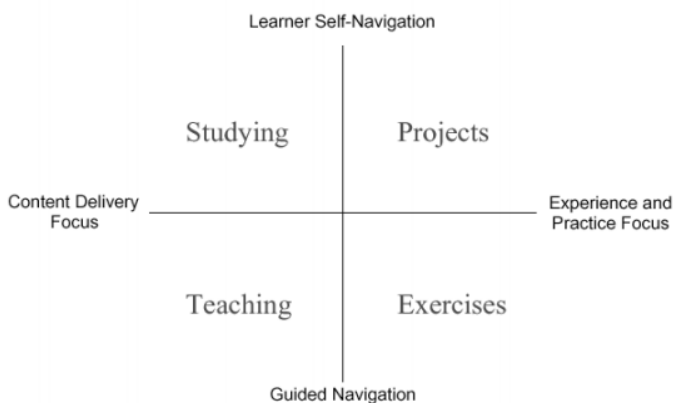 Learner Self-Navigation
Studying
Projects
Content Delivery
Focus
Experience and
Practice Focus
Teaching
Exercises
Guided Navigation